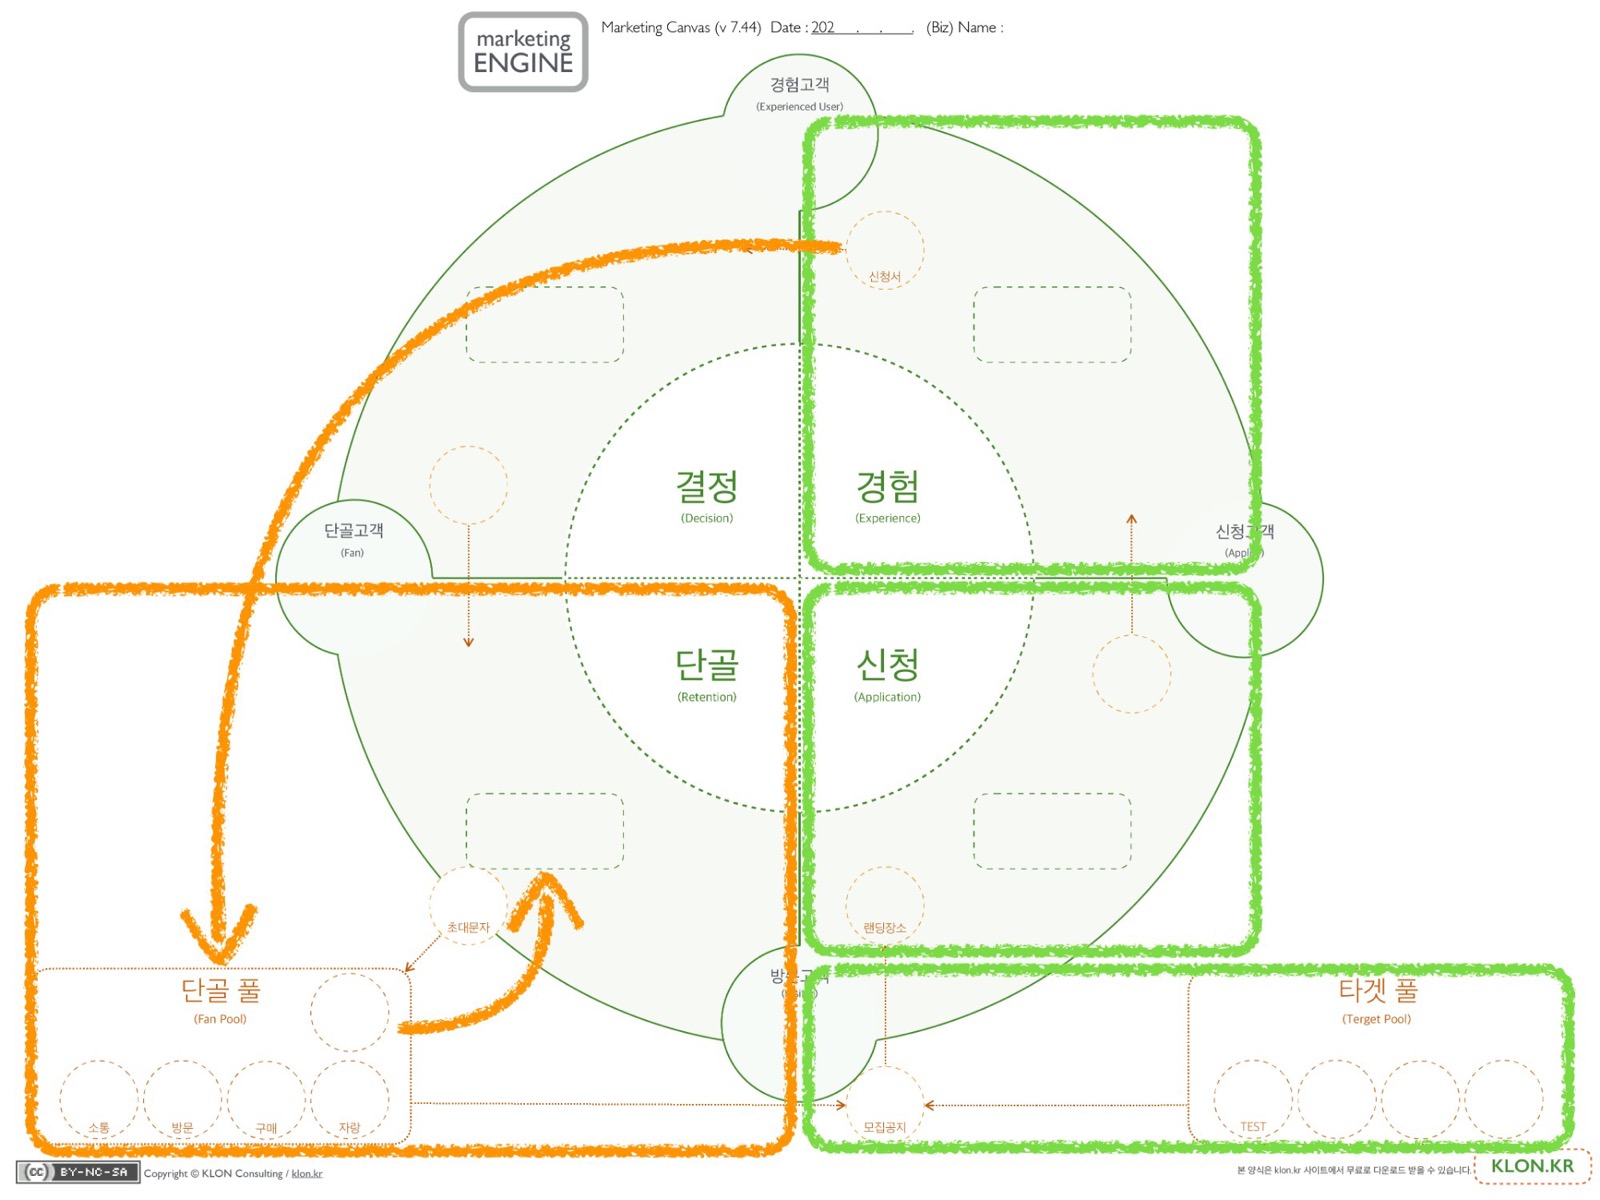 marketing
ENGINE
Marketing Canvas (v 7.44) Date : 202 . . . (Biz) Name :
경험고객
(Experienced User)
신청서
결정
(Decision)
경험
(Experience)
단골고객
(Fan)
신청고객
단골
(Retention)
신청
(Application)
초대문자
랜딩장소
단골 풀
(Fan Pool)
소통
방문
구매
자랑
모집공지
타겟 풀
(Terget Pool)
TEST
cc BY-NC-SA
Copyright © KLON Consulting / klon.kr
본 양식은 klon.kr 사이트에서 무료로 다운로드 받을 수 있습니다.
KLON.KR